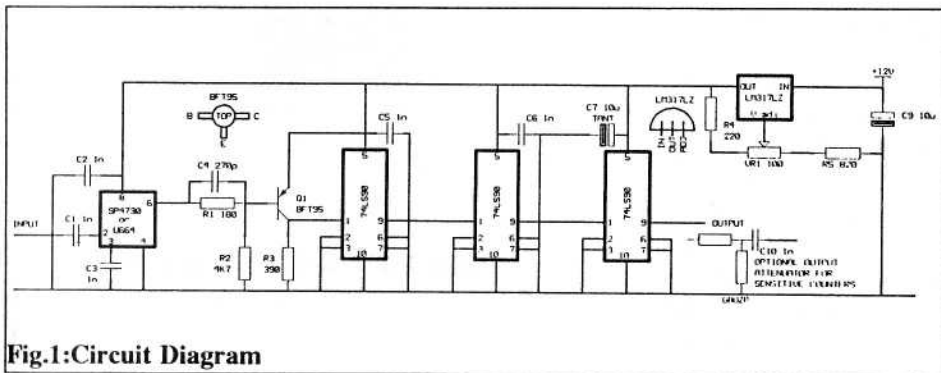 BFT95
B TOP C
E
C2 1n
C1 1n
INPUT
8
SP4730
or
U664
6
2
3
4
C3
1n
C4 270p
R1 180
R2
4K7
R3
390
Q1
BFT95
C5 1n
5
74LS90
1
2
3
9
6
7
10
C6 1n
5
74LS90
1
2
3
9
6
7
10
C7 10u
TANT
5
74LS90
1
2
3
9
6
7
10
LM317LZ
IN
OUT
ADJ
OUT IN
LM317LZ
V adj
R4
220
VR1 100
R5 820
+12V
C9 10u
OUTPUT
C10 1n
OPTIONAL OUTPUT
ATTENUATOR FOR
SENSITIVE COUNTERS
Fig.1:Circuit Diagram